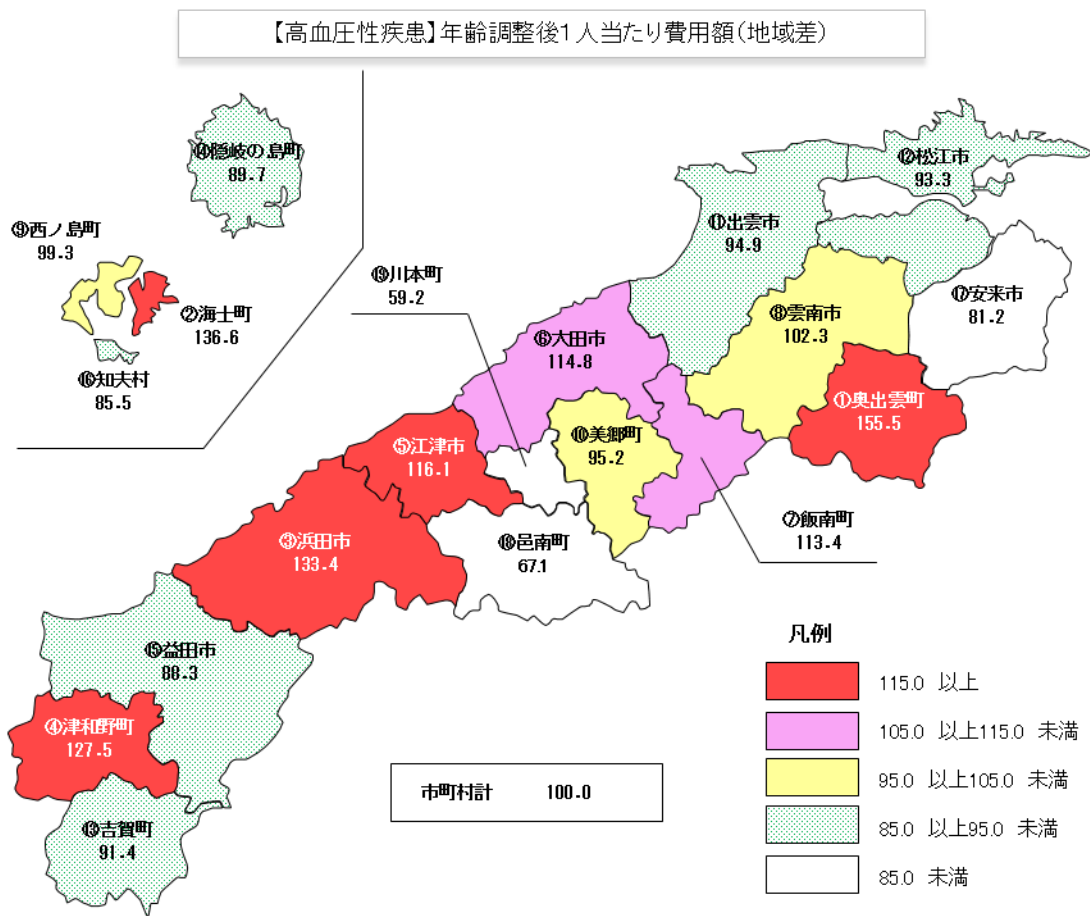 【高血圧性疾患】年齢調整後1人当たり費用額(地域差)
⑭隠岐の島町
89.7
⑨西ノ島町
99.3
②海士町
136.6
⑯知夫村
85.5
⑫松江市
93.3
⑪出雲市
94.9
⑰安来市
81.2
⑲川本町
59.2
⑧雲南市
102.3
⑥大田市
114.8
①奥出雲町
155.5
⑩美郷町
95.2
⑤江津市
116.1
⑦飯南町
113.4
③浜田市
133.4
⑱邑南町
67.1
⑮益田市
88.3
④津和野町
127.5
⑬吉賀町
91.4
市町村計 100.0
凡例
115.0 以上
105.0 以上115.0 未満
95.0 以上105.0 未満
85.0 以上95.0 未満
85.0 未満